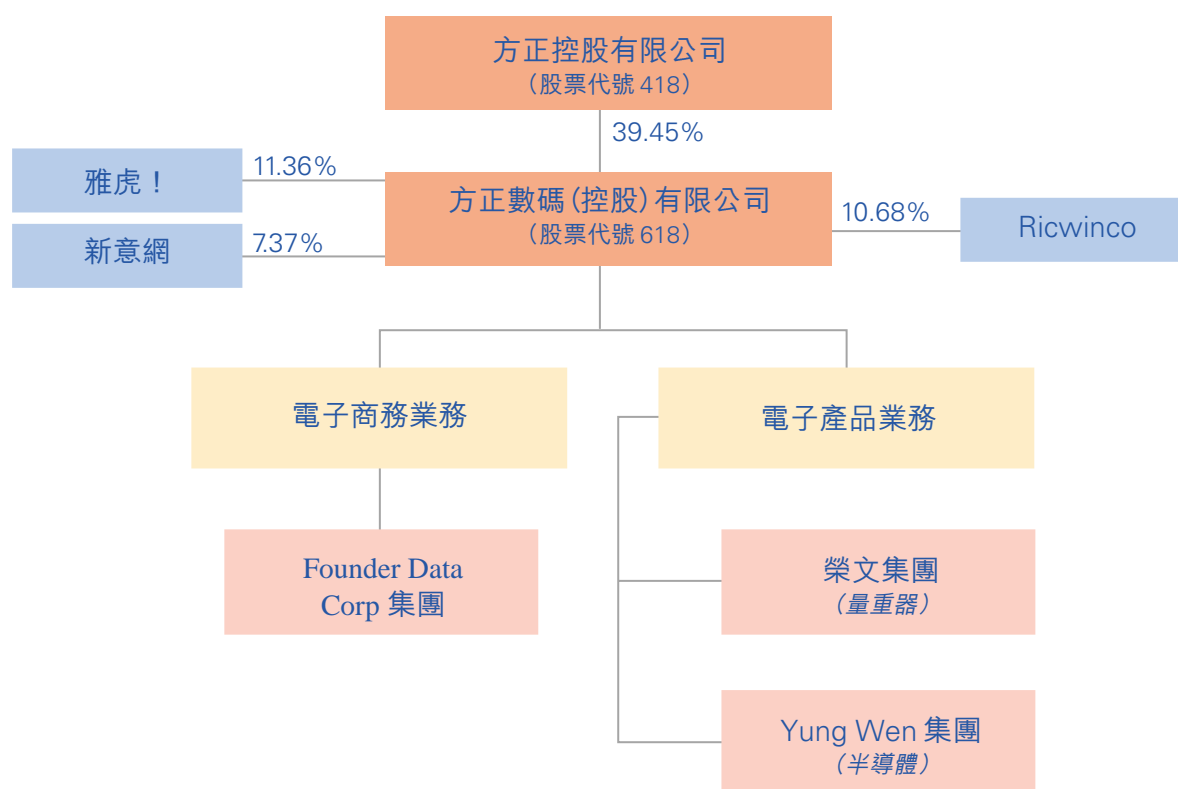 方正控股有限公司
（股票代號 418）
39.45%
雅虎！
11.36%
方正數碼(控股)有限公司
（股票代號 618）
10.68%
Ricwinco
新意網
7.37%
電子商務業務
電子產品業務
Founder Data
Corp 集團
榮文集團
（量重器）
Yung Wen 集團
（半導體）